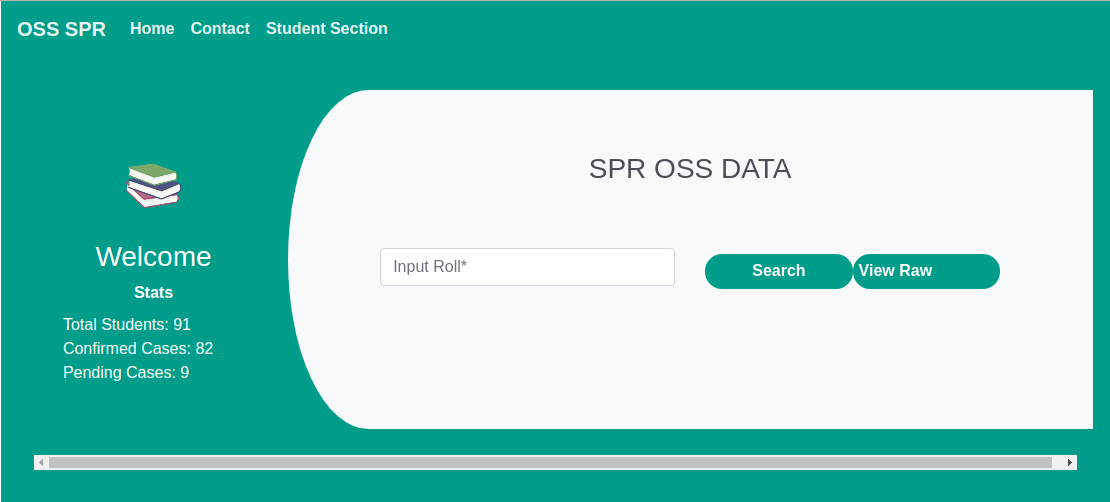 OSS SPR Home Contact Student Section
SPR OSS DATA
Welcome
Stats
Total Students: 91
Confirmed Cases: 82
Pending Cases: 9
Input Roll*
Search
View Raw